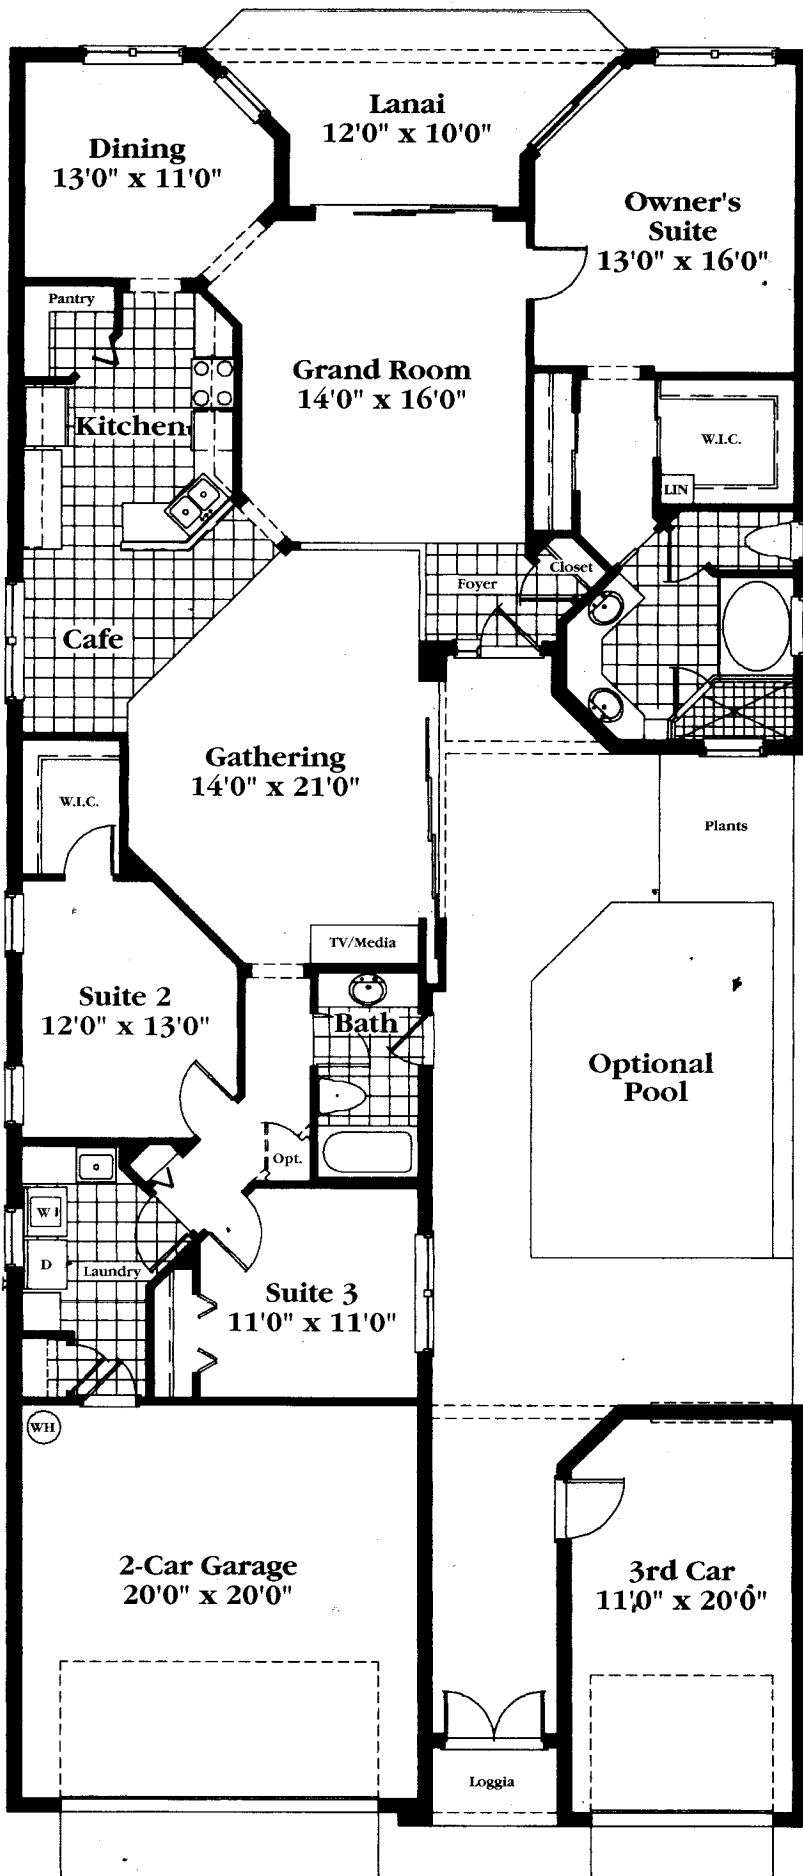 Lanai
12'0" x 10'0"
Dining
13'0" x 11'0"
Owner's
Suite
13'0" x 16'0"
Pantry
Grand Room
14'0" x 16'0"
Kitchen
W.I.C.
LIN
Closet
Foyer
Cafe
Gathering
14'0" x 21'0"
W.I.C.
Plants
TV/Media
Suite 2
12'0" x 13'0"
Bath
Optional
Pool
Opt.
W
D
Laundry
Suite 3
11'0" x 11'0"
WH
2-Car Garage
20'0" x 20'0"
3rd Car
11'0" x 20'0"
Loggia